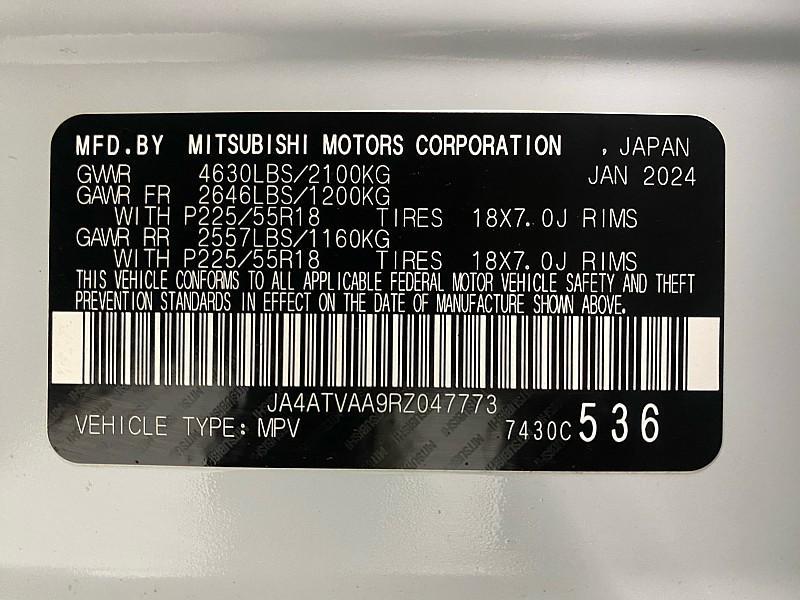 MFD.BY MITSUBISHI MOTORS CORPORATION , JAPAN
GVWR 4630LBS/2100KG JAN 2024
GAWR FR 2646LBS/1200KG
WITH P225/55R18 TIRES 18X7.0J RIMS
GAWR RR 2557LBS/1160KG
WITH P225/55R18 TIRES 18X7.0J RIMS
THIS VEHICLE CONFORMS TO ALL APPLICABLE FEDERAL MOTOR VEHICLE SAFETY AND THEFT
PREVENTION STANDARDS IN EFFECT ON THE DATE OF MANUFACTURE SHOWN ABOVE.
JA4ATVAA9RZ047773
VEHICLE TYPE: MPV 7430C 536